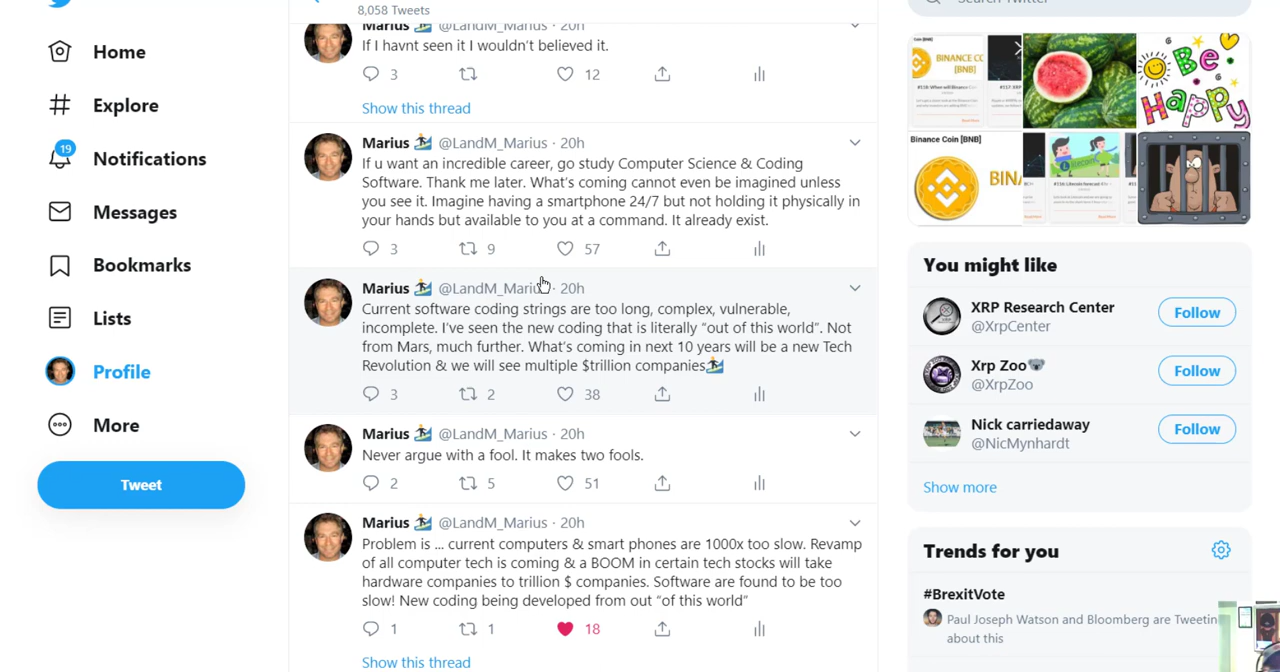 Search Twitter
8,058 Tweets
Home
Explore
19
Notifications
Messages
Bookmarks
Lists
Profile
More
Tweet
Marius @LandM_Marius · 20h
If I havnt seen it I wouldn't believed it.
3 12
Show this thread
Marius @LandM_Marius · 20h
If u want an incredible career, go study Computer Science & Coding
Software. Thank me later. What's coming cannot even be imagined unless
you see it. Imagine having a smartphone 24/7 but not holding it physically in
your hands but available to you at a command. It already exist.
3 9 57
Marius @LandM_Marius · 20h
Current software coding strings are too long, complex, vulnerable,
incomplete. I've seen the new coding that is literally "out of this world". Not
from Mars, much further. What's coming in next 10 years will be a new Tech
Revolution & we will see multiple $trillion companies
3 2 38
Marius @LandM_Marius · 20h
Never argue with a fool. It makes two fools.
2 5 51
Marius @LandM_Marius · 20h
Problem is ... current computers & smart phones are 1000x too slow. Revamp
of all computer tech is coming & a BOOM in certain tech stocks will take
hardware companies to trillion $ companies. Software are found to be too
slow! New coding being developed from out "of this world"
1 1 18
Show this thread
BINANCE CO
[BNB]
Be
Happy
Binance Coin [BNB]
BIN
You might like
XRP Research Center
@XrpCenter
Follow
Xrp Zoo
@XrpZoo
Follow
Nick carriedaway
@NicMynhardt
Follow
Show more
Trends for you
#BrexitVote
Paul Joseph Watson and Bloomberg are Tweetin
about this